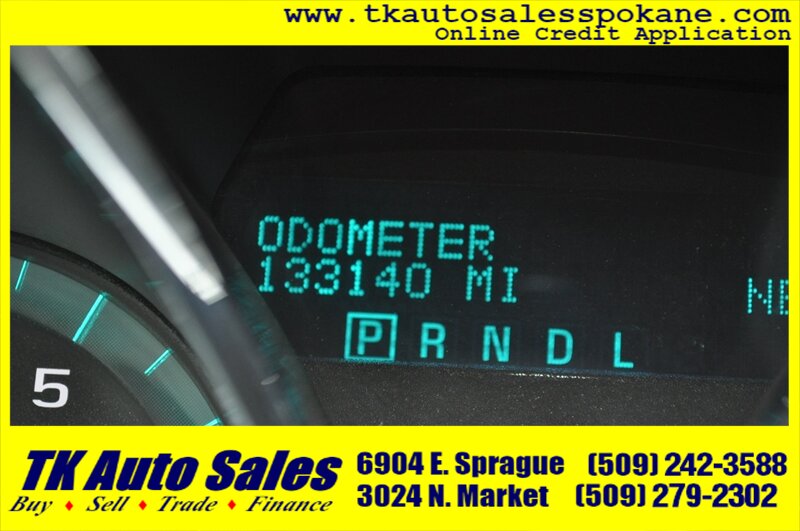 www.tkautosalesspokane.com
Online Credit Application
ODOMETER
133140 MI
P R N D L
5
TK Auto Sales
Buy ♦ Sell ♦ Trade ♦ Finance
6904 E. Sprague (509) 242-3588
3024 N. Market (509) 279-2302